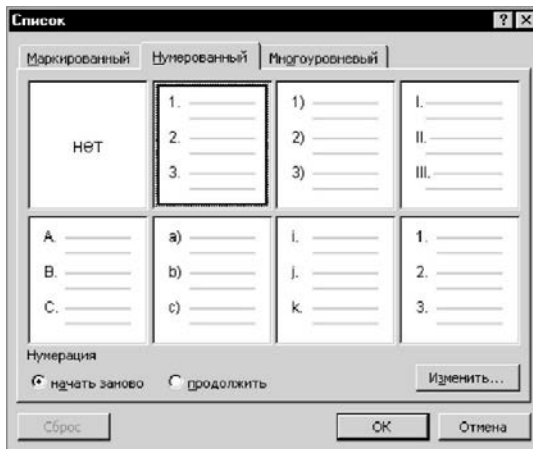 Список
Маркированный Нумерованный Многоуровневый
нет
1.
2.
3.
1)
2)
3)
I.
II.
III.
A.
B.
C.
a)
b)
c)
i.
j.
k.
1.
2.
3.
Нумерация
начать заново продолжить Изменить...
Сброс ОК Отмена